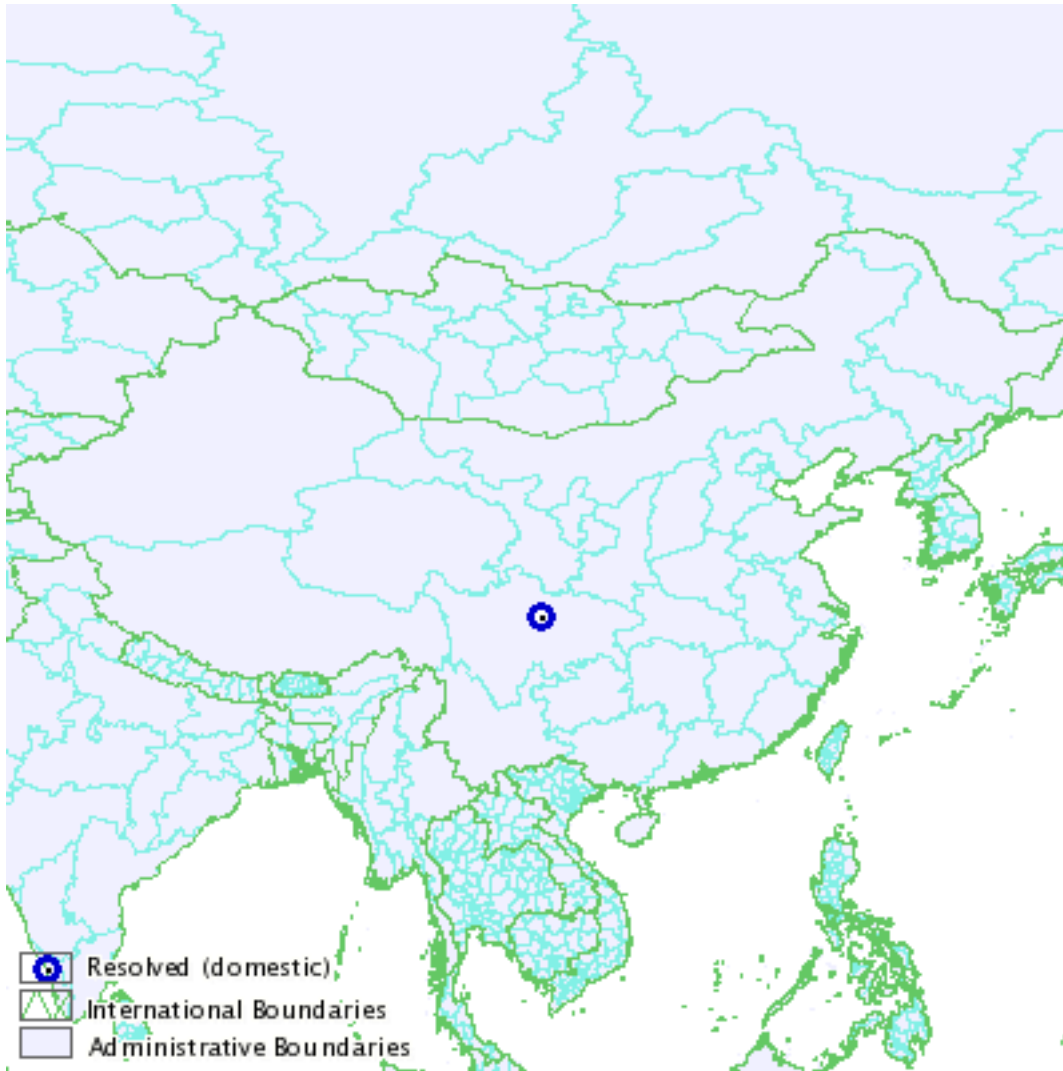 Resolved (domestic)
International Boundaries
Administrative Boundaries